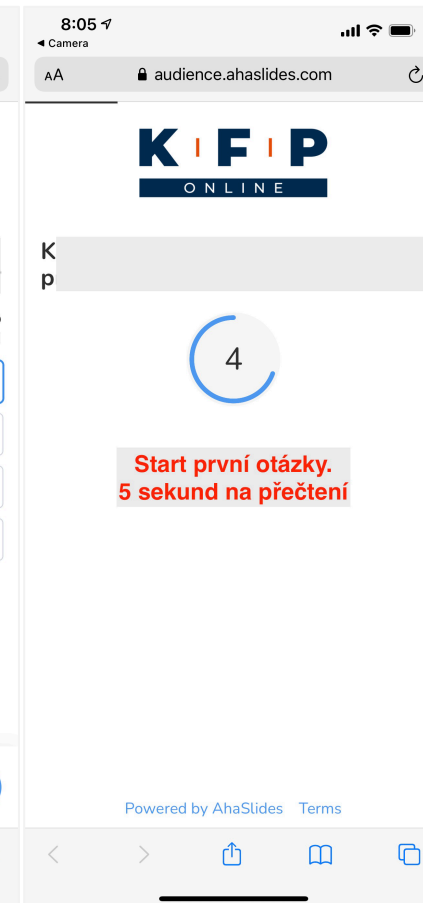 8:05
◀ Camera
AA audience.ahaslides.com
K F P
ONLINE
K
p
4
Start první otázky.
5 sekund na přečtení
Powered by AhaSlides Terms